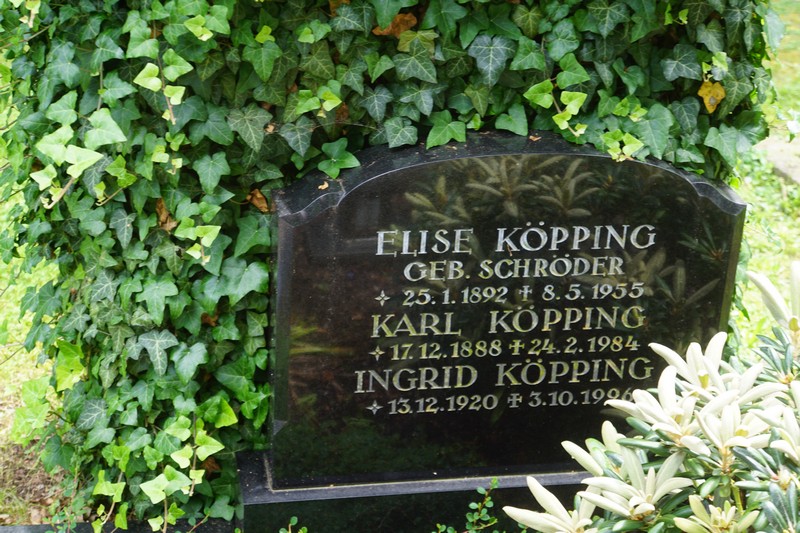 ELISE KÖPPING
GEB. SCHRÖDER
✧ 25.1.1892 ✝ 8.5.1955
KARL KÖPPING
✧ 17.12.1888 ✝ 24.2.1984
INGRID KÖPPING
✧ 13.12.1920 ✝ 3.10.1996